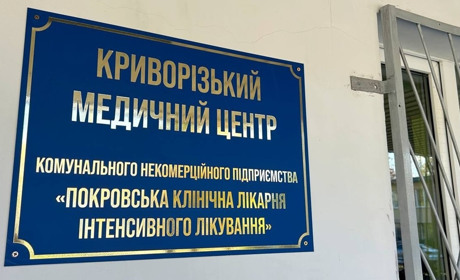 КРИВОРІЗЬКИЙ
МЕДИЧНИЙ ЦЕНТР
КОМУНАЛЬНОГО НЕКОМЕРЦІЙНОГО ПІДПРИЄМСТВА
«ПОКРОВСЬКА КЛІНІЧНА ЛІКАРНЯ
ІНТЕНСИВНОГО ЛІКУВАННЯ»